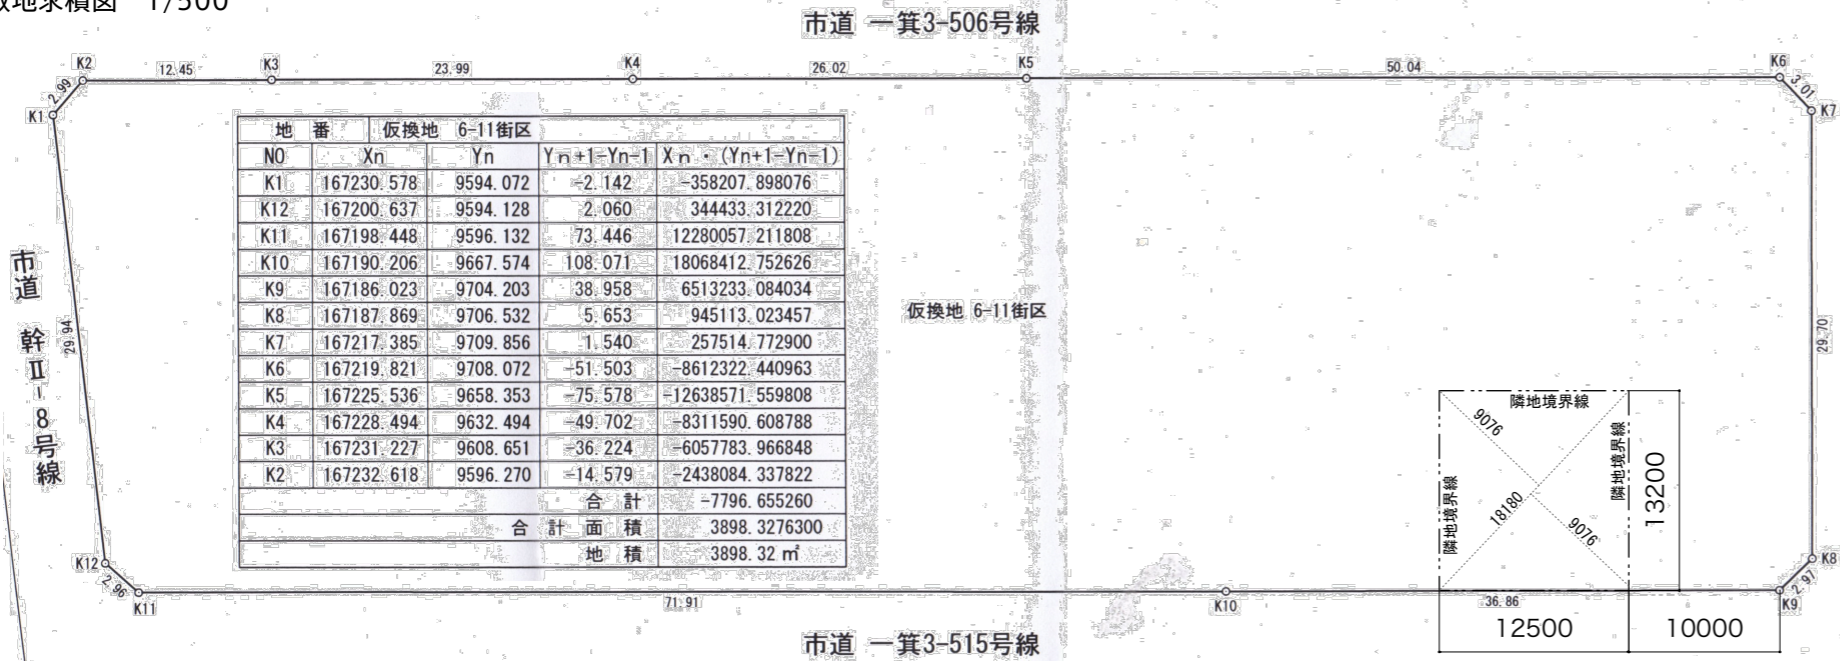 敷地求積図 1/500
市道 一箕3-506号線
K2
12.45
K3
23.99
K4
26.02
K5
50.04
K6
3.01
K7
2.99
K1
地 番 仮換地 6-11街区
NO Xn Yn Yn+1-Yn-1 Xn・(Yn+1-Yn-1)
K1 167230.578 9594.072 -2.142 -358207.898076
K12 167200.637 9594.128 2.060 344433.312220
K11 167198.448 9596.132 73.446 12280057.211808
K10 167190.206 9667.574 108.071 18068412.752626
K9 167186.023 9704.203 38.958 6513233.084034
K8 167187.869 9706.532 5.653 945113.023457
K7 167217.385 9709.856 1.540 257514.772900
K6 167219.821 9708.072 -51.503 -8612322.440963
K5 167225.536 9658.353 -75.578 -12638571.559808
K4 167228.494 9632.494 -49.702 -8311590.608788
K3 167231.227 9608.651 -36.224 -6057783.966848
K2 167232.618 9596.270 -14.579 -2438084.337822
合 計 -7796.655260
合 計 面 積 3898.3276300
地 積 3898.32 ㎡
市道 幹Ⅱ-8号線
29.94
仮換地 6-11街区
29.70
隣地境界線
9076
隣地境界線
13200
隣地境界線
18180
9076
K12
2.96
K11
71.91
K10
36.86
K8
2.97
K9
12500
10000
市道 一箕3-515号線